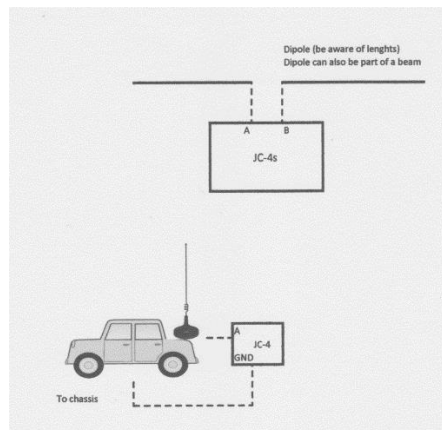 Dipole (be aware of lenghts)
Dipole can also be part of a beam
A B
JC-4s
A
JC-4
GND
To chassis